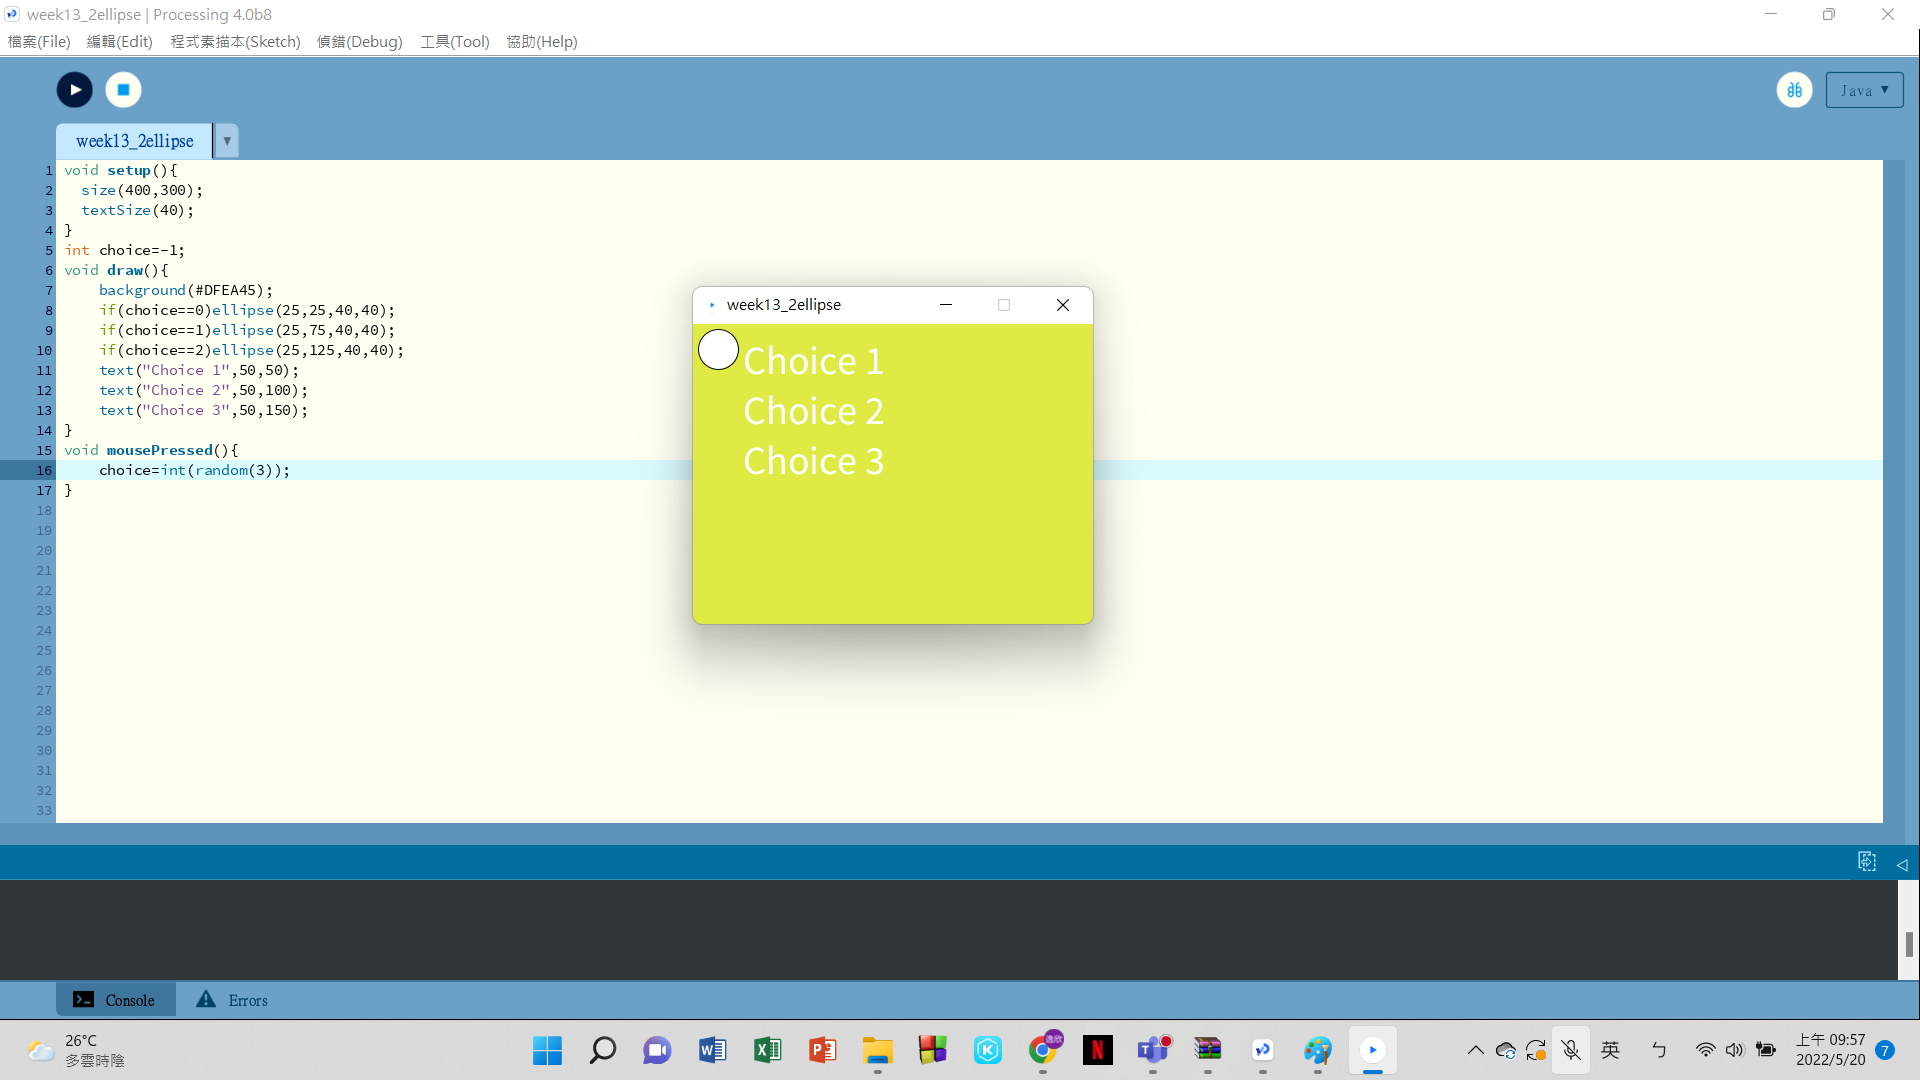 week13_2ellipse | Processing 4.0b8
檔案(File) 編輯(Edit) 程式素描本(Sketch) 偵錯(Debug) 工具(Tool) 協助(Help)
Java ▼
week13_2ellipse ▼
1 void setup(){
2 size(400,300);
3 textSize(40);
4 }
5 int choice=-1;
6 void draw(){
7 background(#DFEA45);
8 if(choice==0)ellipse(25,25,40,40);
9 if(choice==1)ellipse(25,75,40,40);
10 if(choice==2)ellipse(25,125,40,40);
11 text("Choice 1",50,50);
12 text("Choice 2",50,100);
13 text("Choice 3",50,150);
14 }
15 void mousePressed(){
16 choice=int(random(3));
17 }
18
19
20
21
22
23
24
25
26
27
28
29
30
31
32
33
week13_2ellipse
Choice 1
Choice 2
Choice 3
Console Errors
26°C
多雲時陰
英 ㄅ
上午 09:57
2022/5/20 7